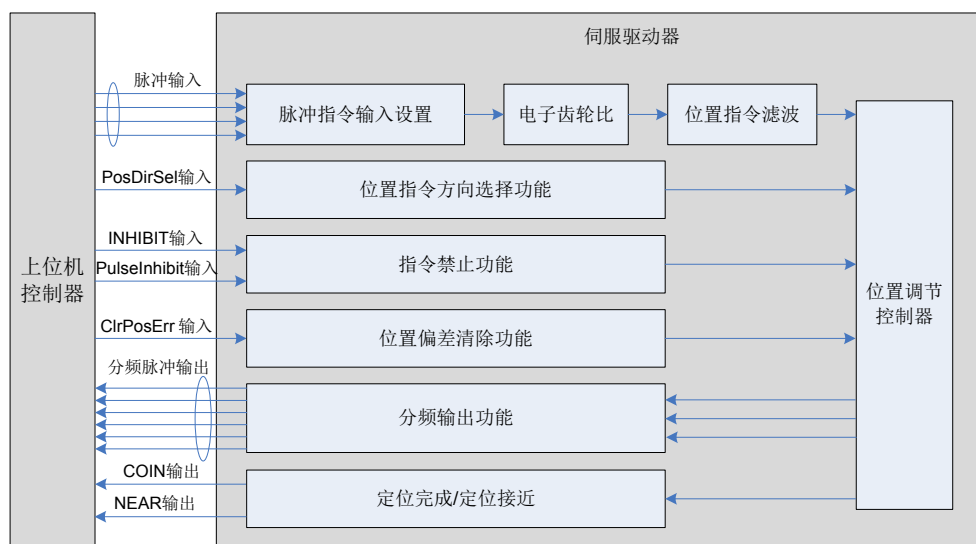 伺服驱动器
脉冲输入
脉冲指令输入设置
电子齿轮比
位置指令滤波
PosDirSel输入
位置指令方向选择功能
INHIBIT输入
PulseInhibit输入
指令禁止功能
上位机
控制器
位置调节
控制器
ClrPosErr 输入
位置偏差清除功能
分频脉冲输出
分频输出功能
COIN输出
NEAR输出
定位完成/定位接近